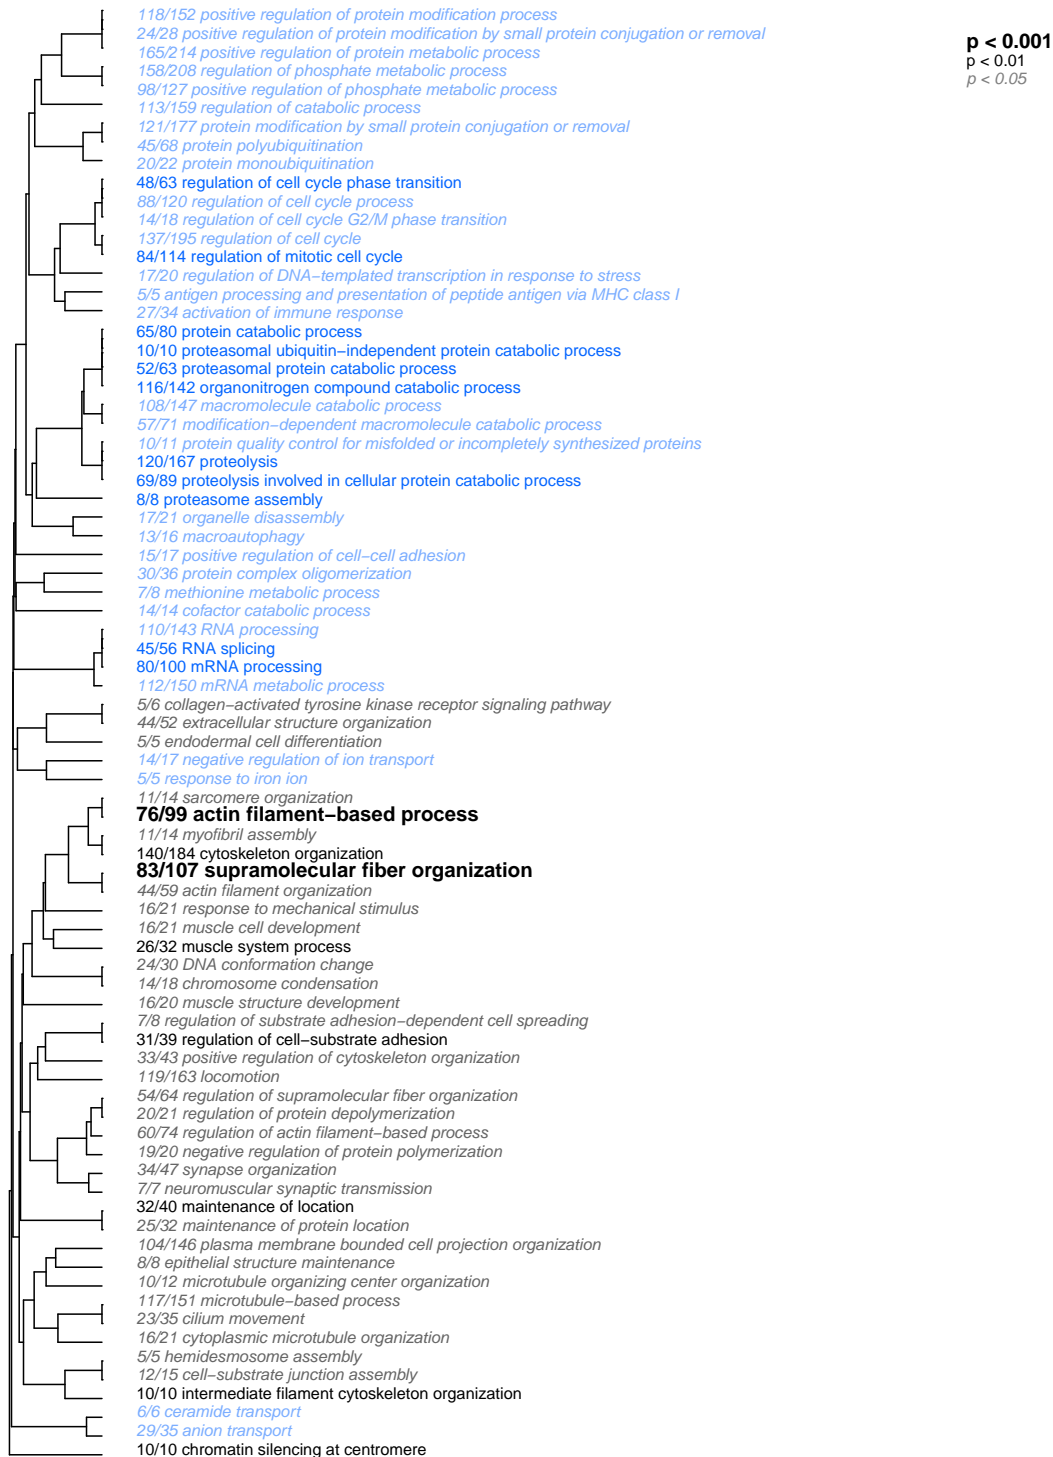 118/152 positive regulation of protein modification process
24/28 positive regulation of protein modification by small protein conjugation or removal
165/214 positive regulation of protein metabolic process
158/208 regulation of phosphate metabolic process
98/127 positive regulation of phosphate metabolic process
113/159 regulation of catabolic process
121/177 protein modification by small protein conjugation or removal
45/68 protein polyubiquitination
20/22 protein monoubiquitination
48/63 regulation of cell cycle phase transition
88/120 regulation of cell cycle process
14/18 regulation of cell cycle G2/M phase transition
137/195 regulation of cell cycle
84/114 regulation of mitotic cell cycle
17/20 regulation of DNA−templated transcription in response to stress
5/5 antigen processing and presentation of peptide antigen via MHC class I
27/34 activation of immune response
65/80 protein catabolic process
10/10 proteasomal ubiquitin−independent protein catabolic process
52/63 proteasomal protein catabolic process
116/142 organonitrogen compound catabolic process
108/147 macromolecule catabolic process
57/71 modification−dependent macromolecule catabolic process
10/11 protein quality control for misfolded or incompletely synthesized proteins
120/167 proteolysis
69/89 proteolysis involved in cellular protein catabolic process
8/8 proteasome assembly
17/21 organelle disassembly
13/16 macroautophagy
15/17 positive regulation of cell−cell adhesion
30/36 protein complex oligomerization
7/8 methionine metabolic process
14/14 cofactor catabolic process
110/143 RNA processing
45/56 RNA splicing
80/100 mRNA processing
112/150 mRNA metabolic process
5/6 collagen−activated tyrosine kinase receptor signaling pathway
44/52 extracellular structure organization
5/5 endodermal cell differentiation
14/17 negative regulation of ion transport
5/5 response to iron ion
11/14 sarcomere organization
76/99 actin filament−based process
11/14 myofibril assembly
140/184 cytoskeleton organization
83/107 supramolecular fiber organization
44/59 actin filament organization
16/21 response to mechanical stimulus
16/21 muscle cell development
26/32 muscle system process
24/30 DNA conformation change
14/18 chromosome condensation
16/20 muscle structure development
7/8 regulation of substrate adhesion−dependent cell spreading
31/39 regulation of cell−substrate adhesion
33/43 positive regulation of cytoskeleton organization
119/163 locomotion
54/64 regulation of supramolecular fiber organization
20/21 regulation of protein depolymerization
60/74 regulation of actin filament−based process
19/20 negative regulation of protein polymerization
34/47 synapse organization
7/7 neuromuscular synaptic transmission
32/40 maintenance of location
25/32 maintenance of protein location
104/146 plasma membrane bounded cell projection organization
8/8 epithelial structure maintenance
10/12 microtubule organizing center organization
117/151 microtubule−based process
23/35 cilium movement
16/21 cytoplasmic microtubule organization
5/5 hemidesmosome assembly
12/15 cell−substrate junction assembly
10/10 intermediate filament cytoskeleton organization
6/6 ceramide transport
29/35 anion transport
10/10 chromatin silencing at centromere
p < 0.001
p < 0.01
p < 0.05